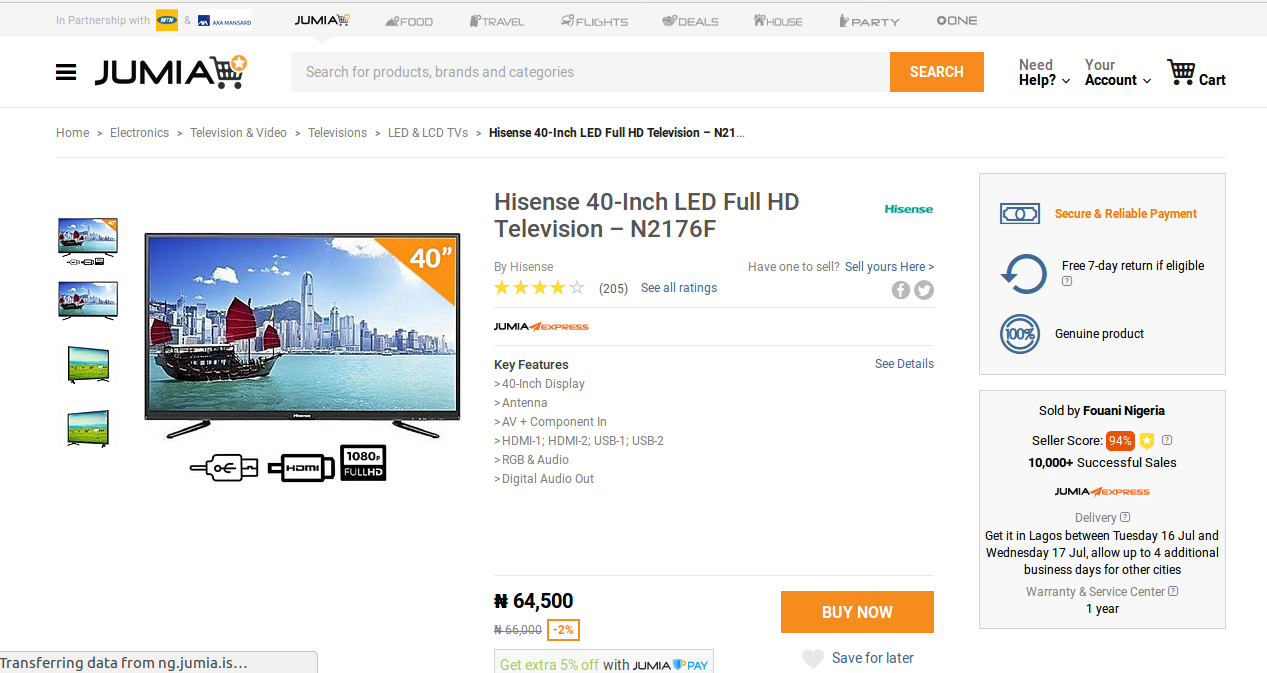 In Partnership with MTN & AXA MANSARD
JUMIA FOOD TRAVEL FLIGHTS DEALS HOUSE PARTY ONE
JUMIA
Search for products, brands and categories
SEARCH
Need Help?
Your Account
Cart
Home > Electronics > Television & Video > Televisions > LED & LCD TVs > Hisense 40-Inch LED Full HD Television – N21...
40”
Hisense
HDMI
1080p
FULLHD
Hisense 40-Inch LED Full HD
Television – N2176F
Hisense
By Hisense
Have one to sell? Sell yours Here >
(205) See all ratings
JUMIA EXPRESS
Key Features
See Details
> 40-Inch Display
> Antenna
> AV + Component In
> HDMI-1; HDMI-2; USB-1; USB-2
> RGB & Audio
> Digital Audio Out
₦ 64,500
₦ 66,000 -2%
BUY NOW
Get extra 5% off with JUMIA PAY
Save for later
Secure & Reliable Payment
Free 7-day return if eligible
?
100% Genuine product
Sold by Fouani Nigeria
Seller Score: 94% ?
10,000+ Successful Sales
JUMIA EXPRESS
Delivery ?
Get it in Lagos between Tuesday 16 Jul and
Wednesday 17 Jul, allow up to 4 additional
business days for other cities
Warranty & Service Center ?
1 year
Transferring data from ng.jumia.is...